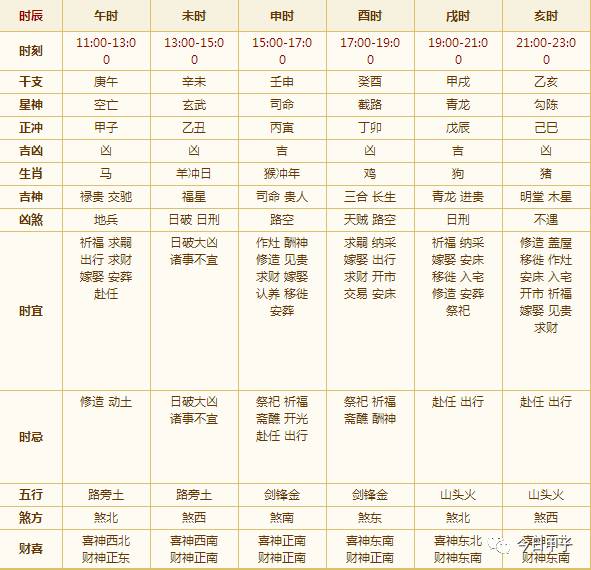 时辰 午时 未时 申时 酉时 戌时 亥时
时刻 11:00-13:00 13:00-15:00 15:00-17:00 17:00-19:00 19:00-21:00 21:00-23:00
干支 庚午 辛未 壬申 癸酉 甲戌 乙亥
星神 空亡 玄武 司命 截路 青龙 勾陈
正冲 甲子 乙丑 丙寅 丁卯 戊辰 己巳
吉凶 凶 凶 吉 凶 吉 凶
生肖 马 羊冲日 猴冲年 鸡 狗 猪
吉神 禄贵 交驰 福星 司命 贵人 三合 长生 青龙 进贵 明堂 木星
凶煞 地兵 日破 日刑 路空 天贼 路空 日刑 不遇
时宜
祈福 求嗣
出行 求财
嫁娶 安葬
赴任
日破大凶
诸事不宜
作灶 酬神
修造 见贵
求财 嫁娶
认养 移徙
安葬
求嗣 纳采
嫁娶 出行
求财 开市
交易 安床
祈福 纳采
嫁娶 安床
移徙 入宅
修造 安葬
祭祀
修造 盖屋
移徙 作灶
安床 入宅
开市 祈福
嫁娶 见贵
求财
时忌
修造 动土
日破大凶
诸事不宜
祭祀 祈福
斋醮 开光
赴任 出行
祭祀 祈福
斋醮 酬神
赴任 出行
赴任 出行
五行 路旁土 路旁土 剑锋金 剑锋金 山头火 山头火
煞方 煞北 煞西 煞南 煞东 煞北 煞西
财喜
喜神西北
财神正东
喜神西南
财神正南
喜神正南
财神正南
喜神东南
财神正南
喜神东北
财神东南
喜神西北
财神东南
今日甲子